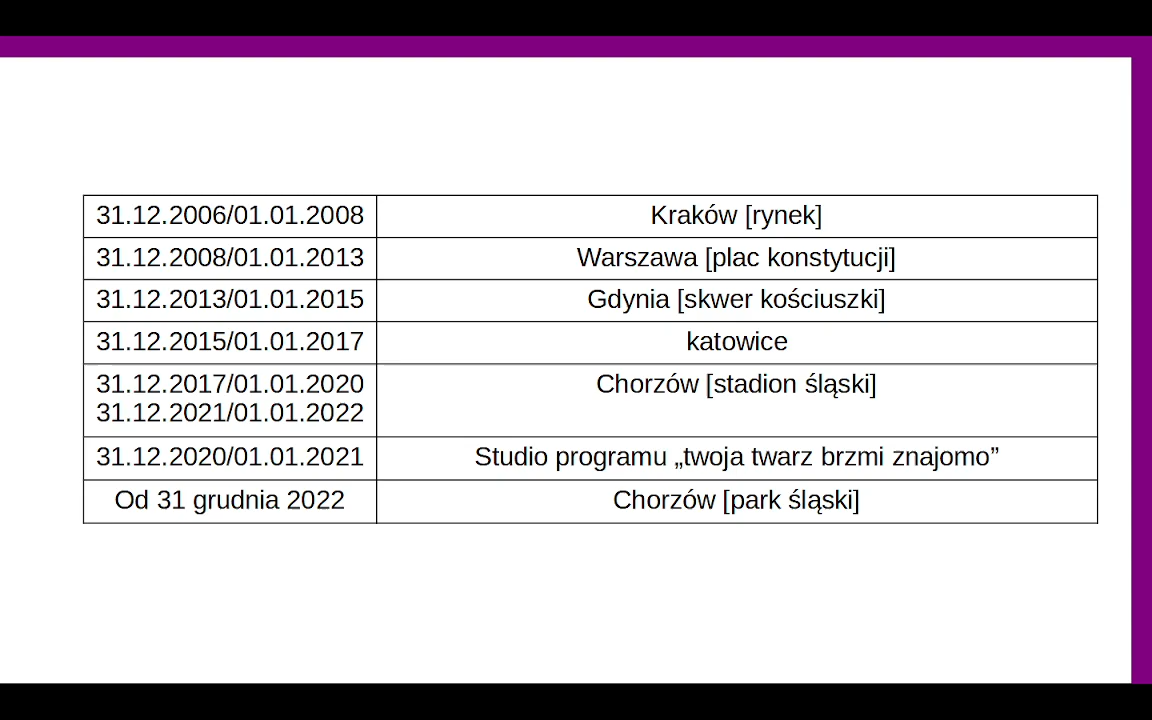 31.12.2006/01.01.2008 Kraków [rynek]
31.12.2008/01.01.2013 Warszawa [plac konstytucji]
31.12.2013/01.01.2015 Gdynia [skwer kościuszki]
31.12.2015/01.01.2017 katowice
31.12.2017/01.01.2020 Chorzów [stadion śląski]
31.12.2021/01.01.2022
31.12.2020/01.01.2021 Studio programu „twoja twarz brzmi znajomo”
Od 31 grudnia 2022 Chorzów [park śląski]